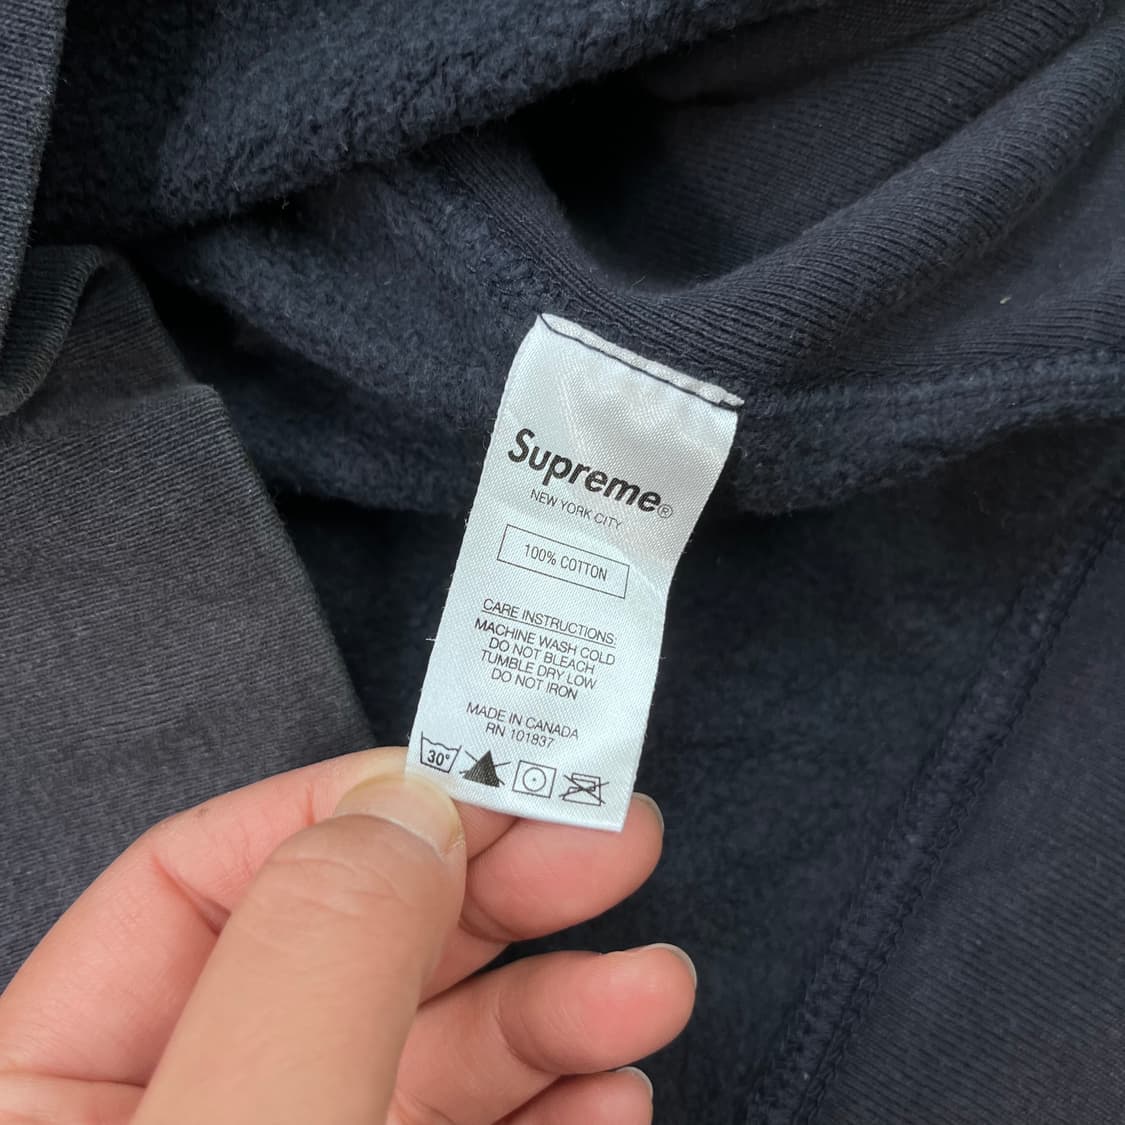 Supreme®
NEW YORK CITY
100% COTTON
CARE INSTRUCTIONS:
MACHINE WASH COLD
DO NOT BLEACH
TUMBLE DRY LOW
DO NOT IRON
MADE IN CANADA
RN 101837
30°